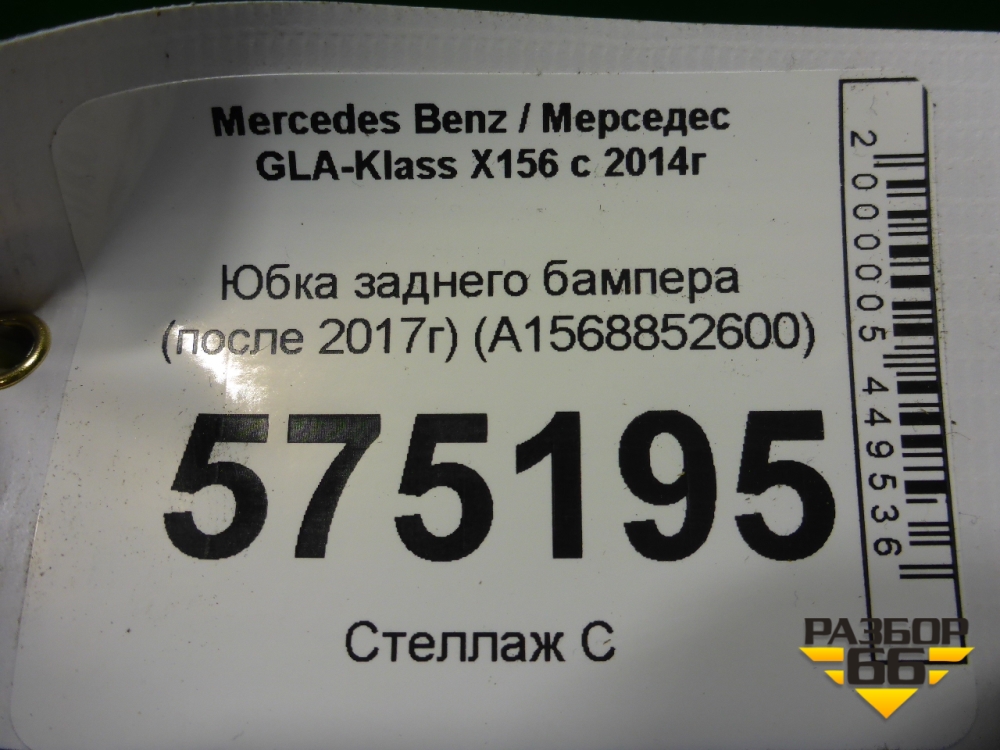 Mercedes Benz / Мерседес
GLA-Klass X156 с 2014г
Юбка заднего бампера
(после 2017г) (A1568852600)
575195
Стеллаж С
2000005449536
РАЗБОР
66